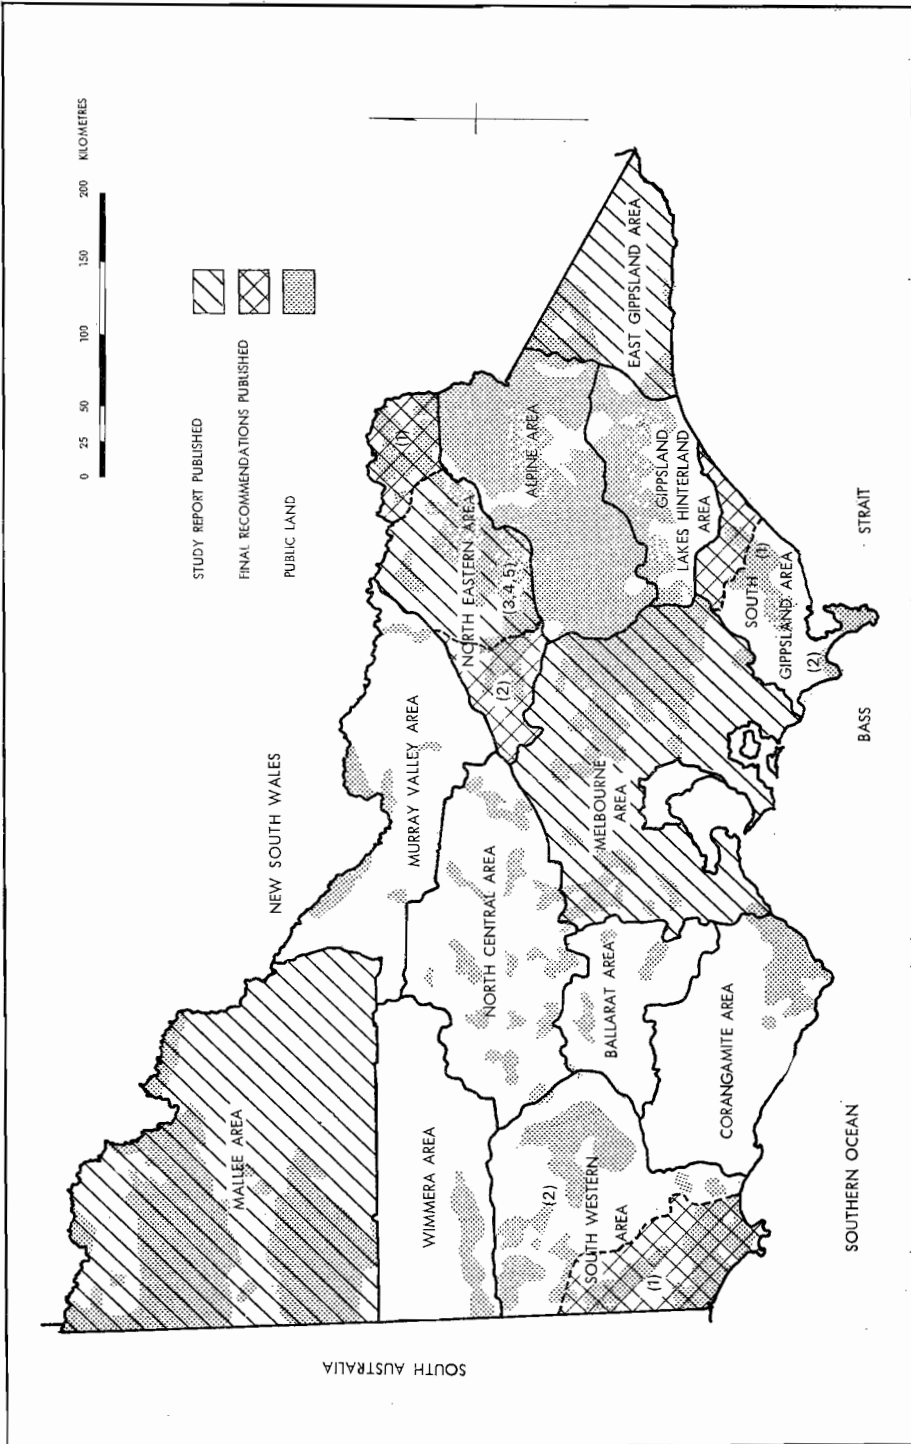 0 25 50 100 150 200 KILOMETRES
STUDY REPORT PUBLISHED
FINAL RECOMMENDATIONS PUBLISHED
PUBLIC LAND
NEW SOUTH WALES
SOUTH AUSTRALIA
MALLEE AREA
WIMMERA AREA
MURRAY VALLEY AREA
NORTH CENTRAL AREA
NORTH EASTERN AREA
(1)
(2)
(3,4,5)
ALPINE AREA
EAST GIPPSLAND AREA
GIPPSLAND
LAKES HINTERLAND
AREA
SOUTH
(1)
GIPPSLAND AREA
(2)
MELBOURNE
AREA
BALLARAT AREA
CORANGAMITE AREA
(2)
SOUTH WESTERN
AREA
(1)
SOUTHERN OCEAN
BASS STRAIT